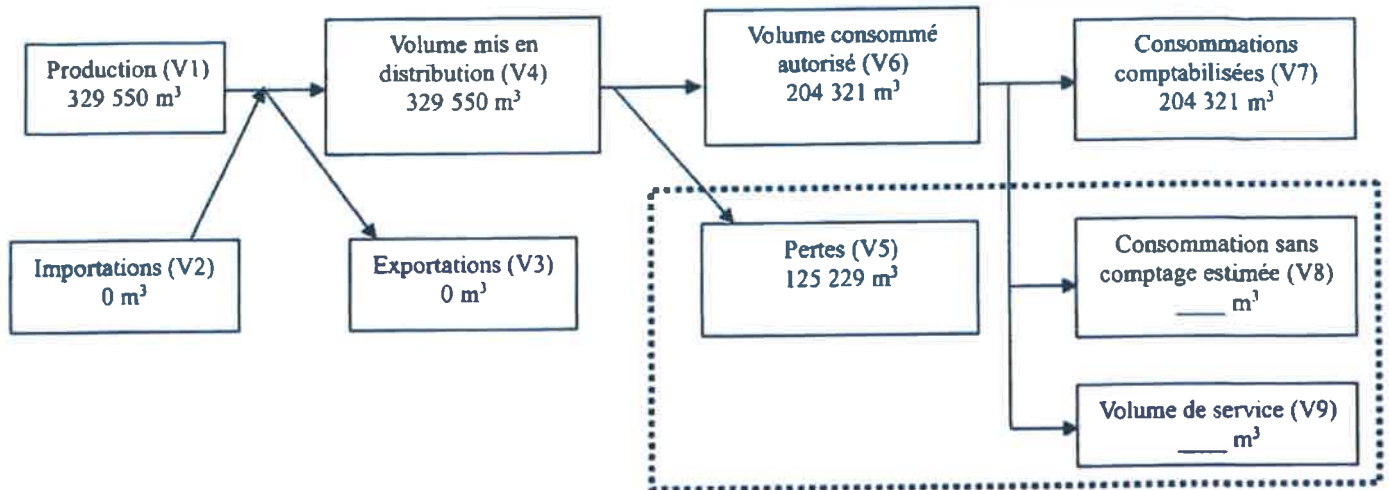 Production (V1)
329 550 m³
Volume mis en
distribution (V4)
329 550 m³
Volume consommé
autorisé (V6)
204 321 m³
Consommations
comptabilisées (V7)
204 321 m³
Importations (V2)
0 m³
Exportations (V3)
0 m³
Pertes (V5)
125 229 m³
Consommation sans
comptage estimée (V8)
____ m³
Volume de service (V9)
____ m³